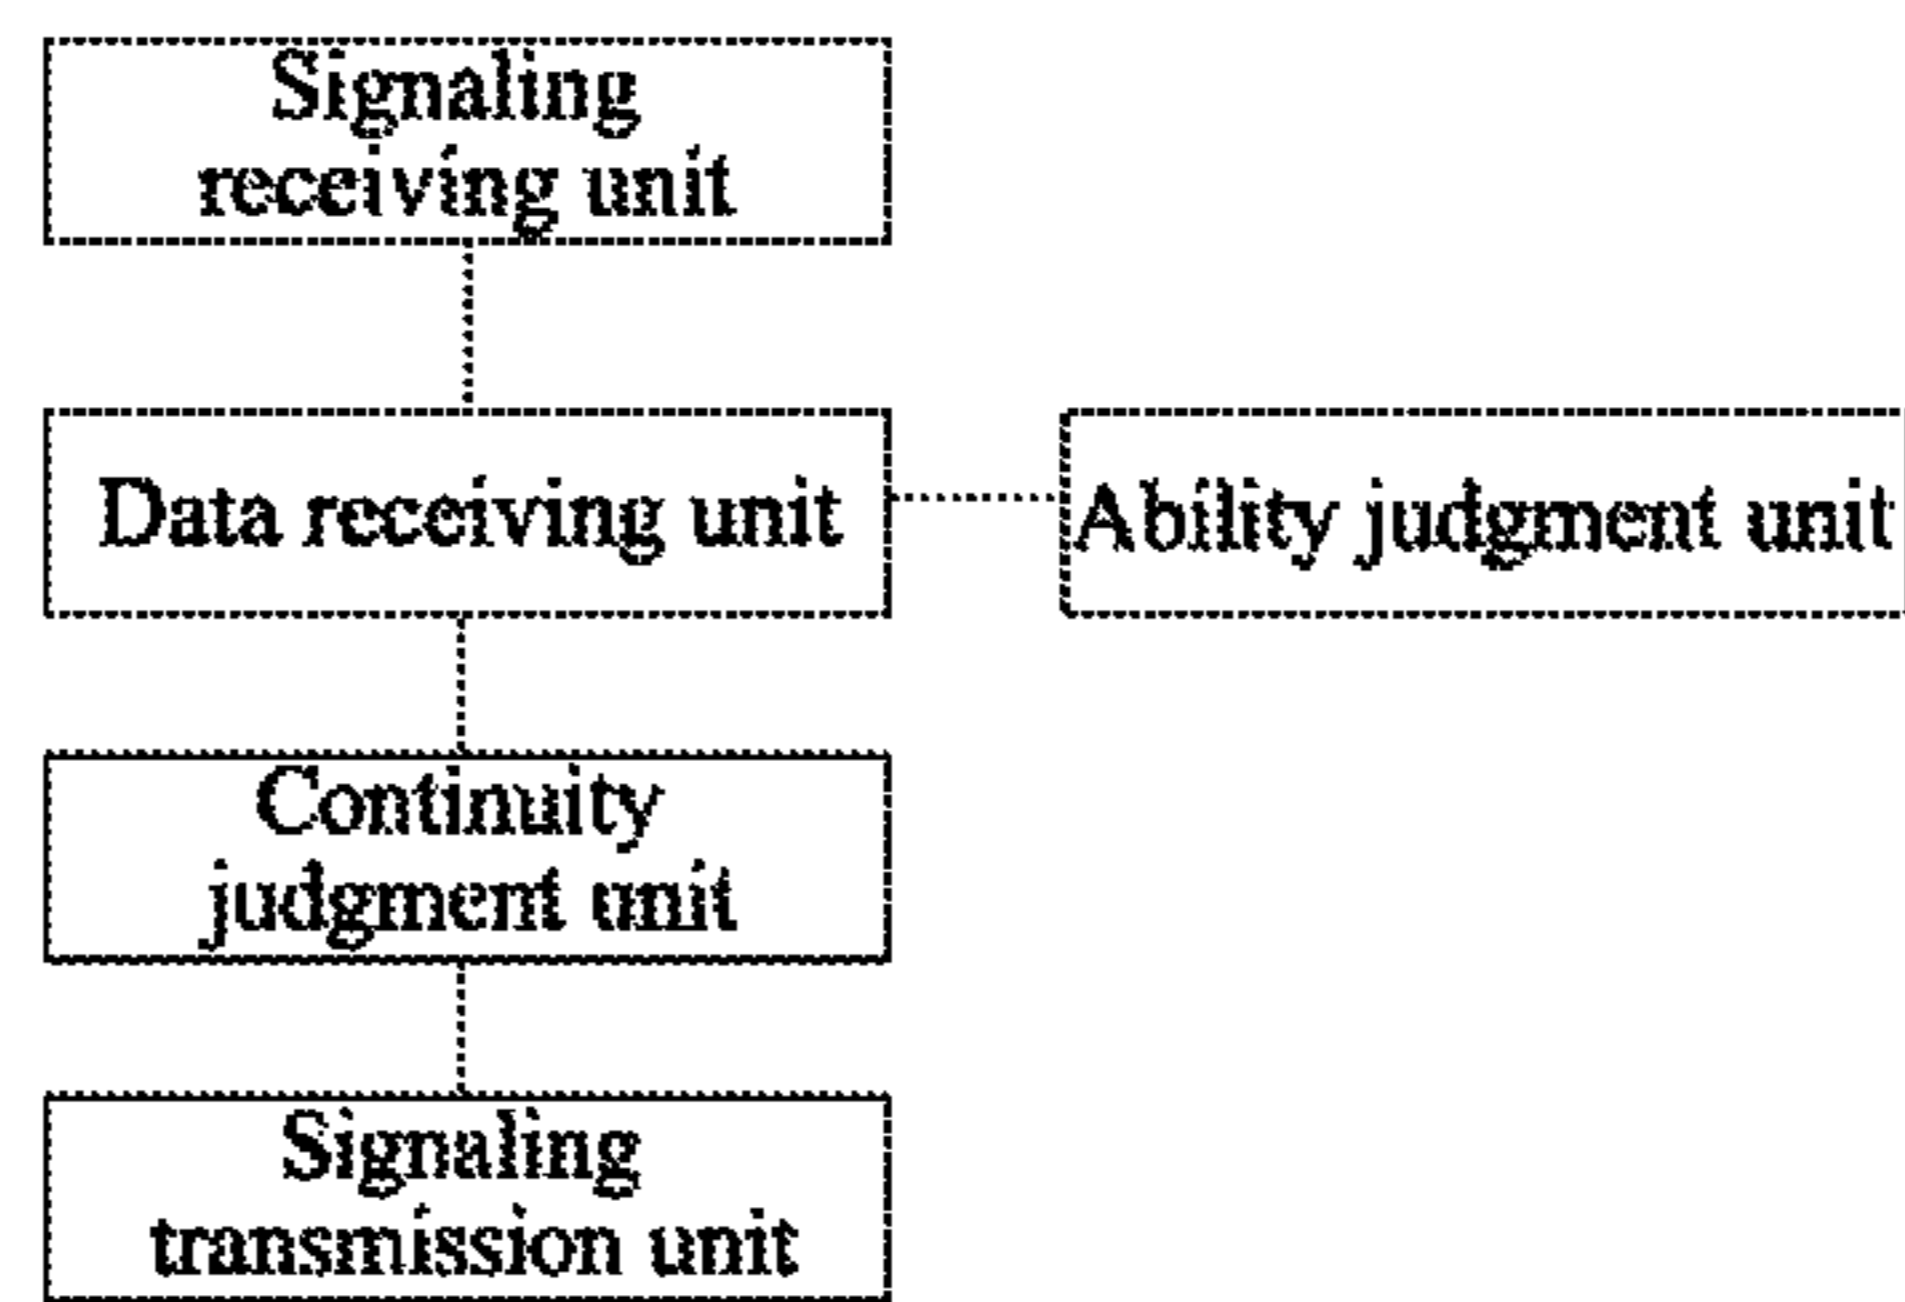 Signaling
receiving unit
Data receiving unit
Ability judgment unit
Continuity
judgment unit
Signaling
transmission unit